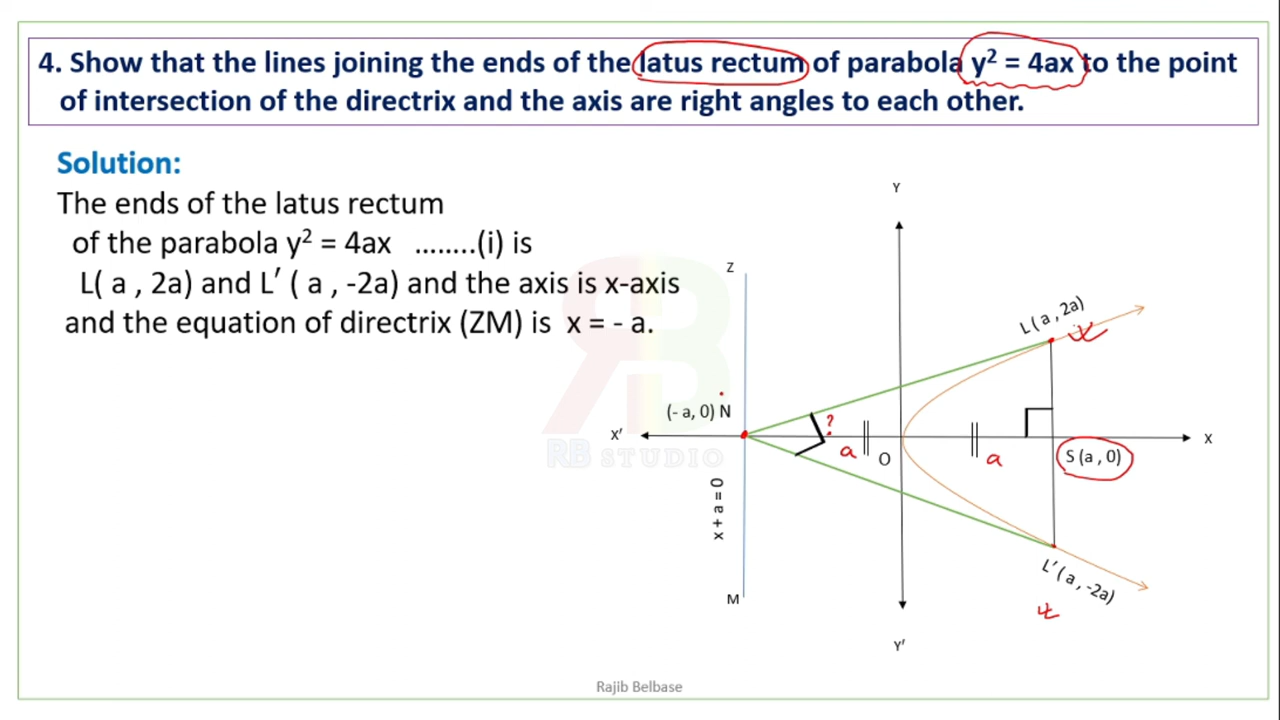 4. Show that the lines joining the ends of the latus rectum of parabola y² = 4ax to the point
of intersection of the directrix and the axis are right angles to each other.
Solution:
The ends of the latus rectum
of the parabola y² = 4ax ........(i) is
L( a , 2a) and L′ ( a , -2a) and the axis is x-axis
and the equation of directrix (ZM) is x = - a.
Y
Z
L( a , 2a)
(- a, 0) N
?
X′
X
a
O
a
S (a , 0)
RB STUDIO
x + a = 0
L′( a , -2a)
M
Y′
Rajib Belbase